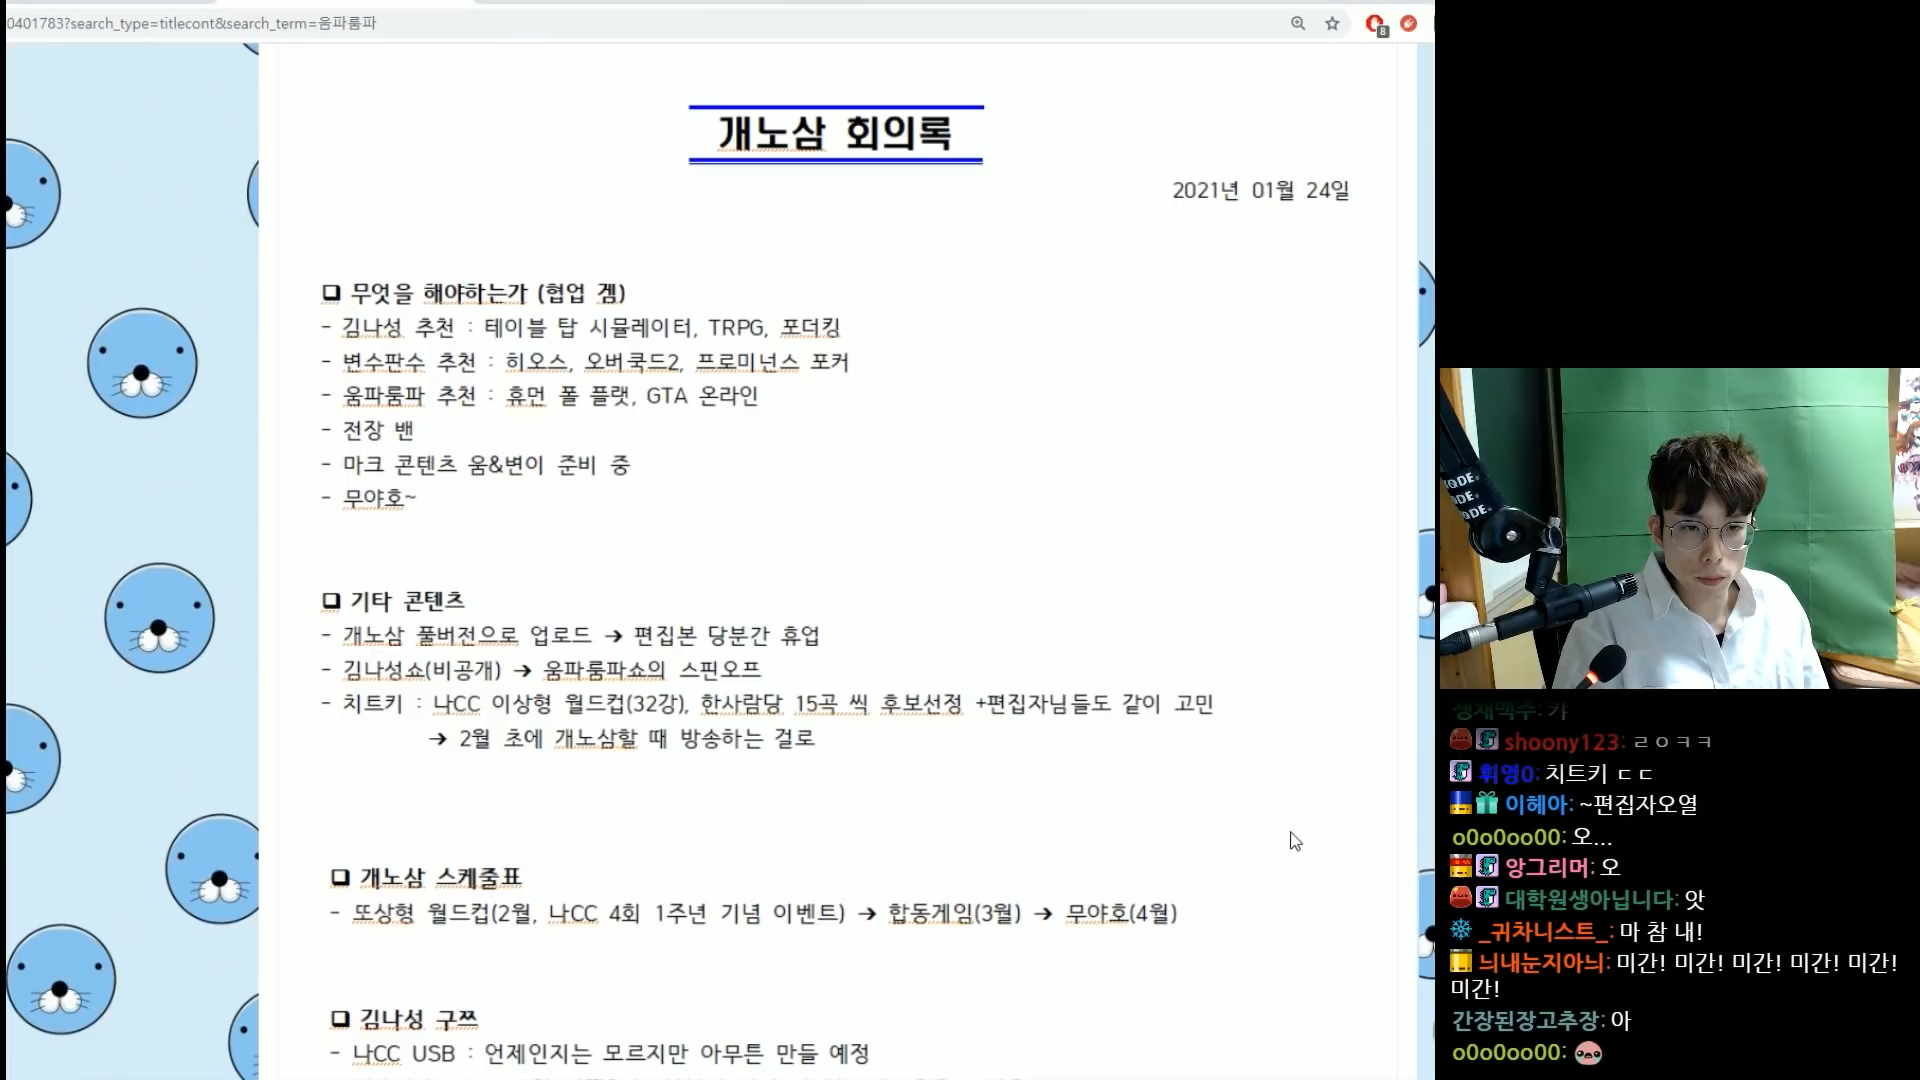 0401783?search_type=titlecont&search_term=움파룸파
8
개노삼 회의록
2021년 01월 24일
❑ 무엇을 해야하는가 (협업 겜)
- 김나성 추천 : 테이블 탑 시뮬레이터, TRPG, 포더킹
- 변수판수 추천 : 히오스, 오버쿡드2, 프로미넌스 포커
- 움파룸파 추천 : 휴먼 폴 플랫, GTA 온라인
- 전장 밴
- 마크 콘텐츠 움&변이 준비 중
- 무야호~
❑ 기타 콘텐츠
- 개노삼 풀버전으로 업로드 → 편집본 당분간 휴업
- 김나성쇼(비공개) → 움파룸파쇼의 스핀오프
- 치트키 : 나CC 이상형 월드컵(32강), 한사람당 15곡 씩 후보선정 +편집자님들도 같이 고민
→ 2월 초에 개노삼할 때 방송하는 걸로
❑ 개노삼 스케줄표
- 또상형 월드컵(2월, 나CC 4회 1주년 기념 이벤트) → 합동게임(3월) → 무야호(4월)
❑ 김나성 구쯔
- 나CC USB : 언제인지는 모르지만 아무튼 만들 예정
생채맥주: 캬
shoony123: ㄹㅇㅋㅋ
휘영0: 치트키 ㄷㄷ
이헤아: ~편집자오열
o0o0oo00: 오...
앙그리머: 오
대학원생아닙니다: 앗
_귀차니스트_: 마 참 내!
늬내눈지아늬: 미간! 미간! 미간! 미간! 미간!
미간!
간장된장고추장: 아
o0o0oo00: